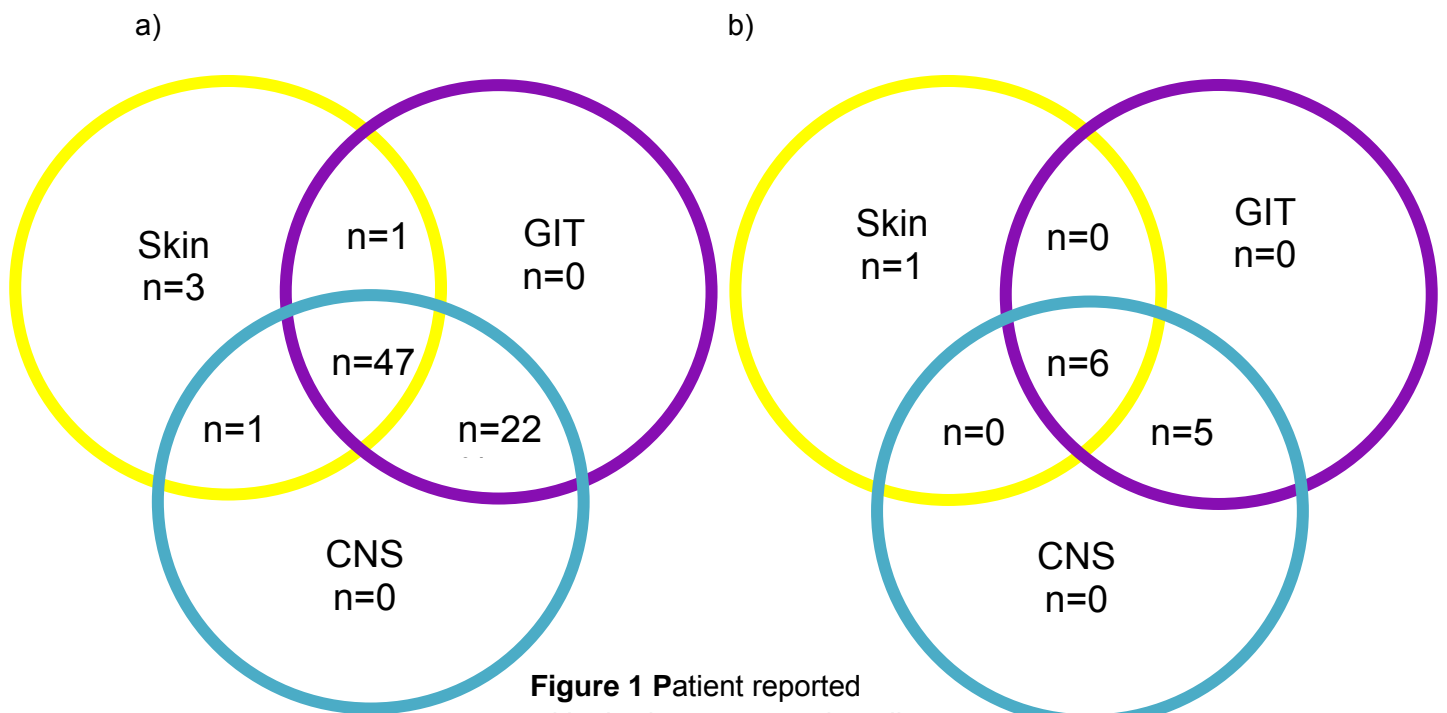 a)
b)
Skin
n=3
n=1
GIT
n=0
n=47
n=1
n=22
CNS
n=0
Skin
n=1
n=0
GIT
n=0
n=6
n=0
n=5
CNS
n=0
Figure 1 Patient reported